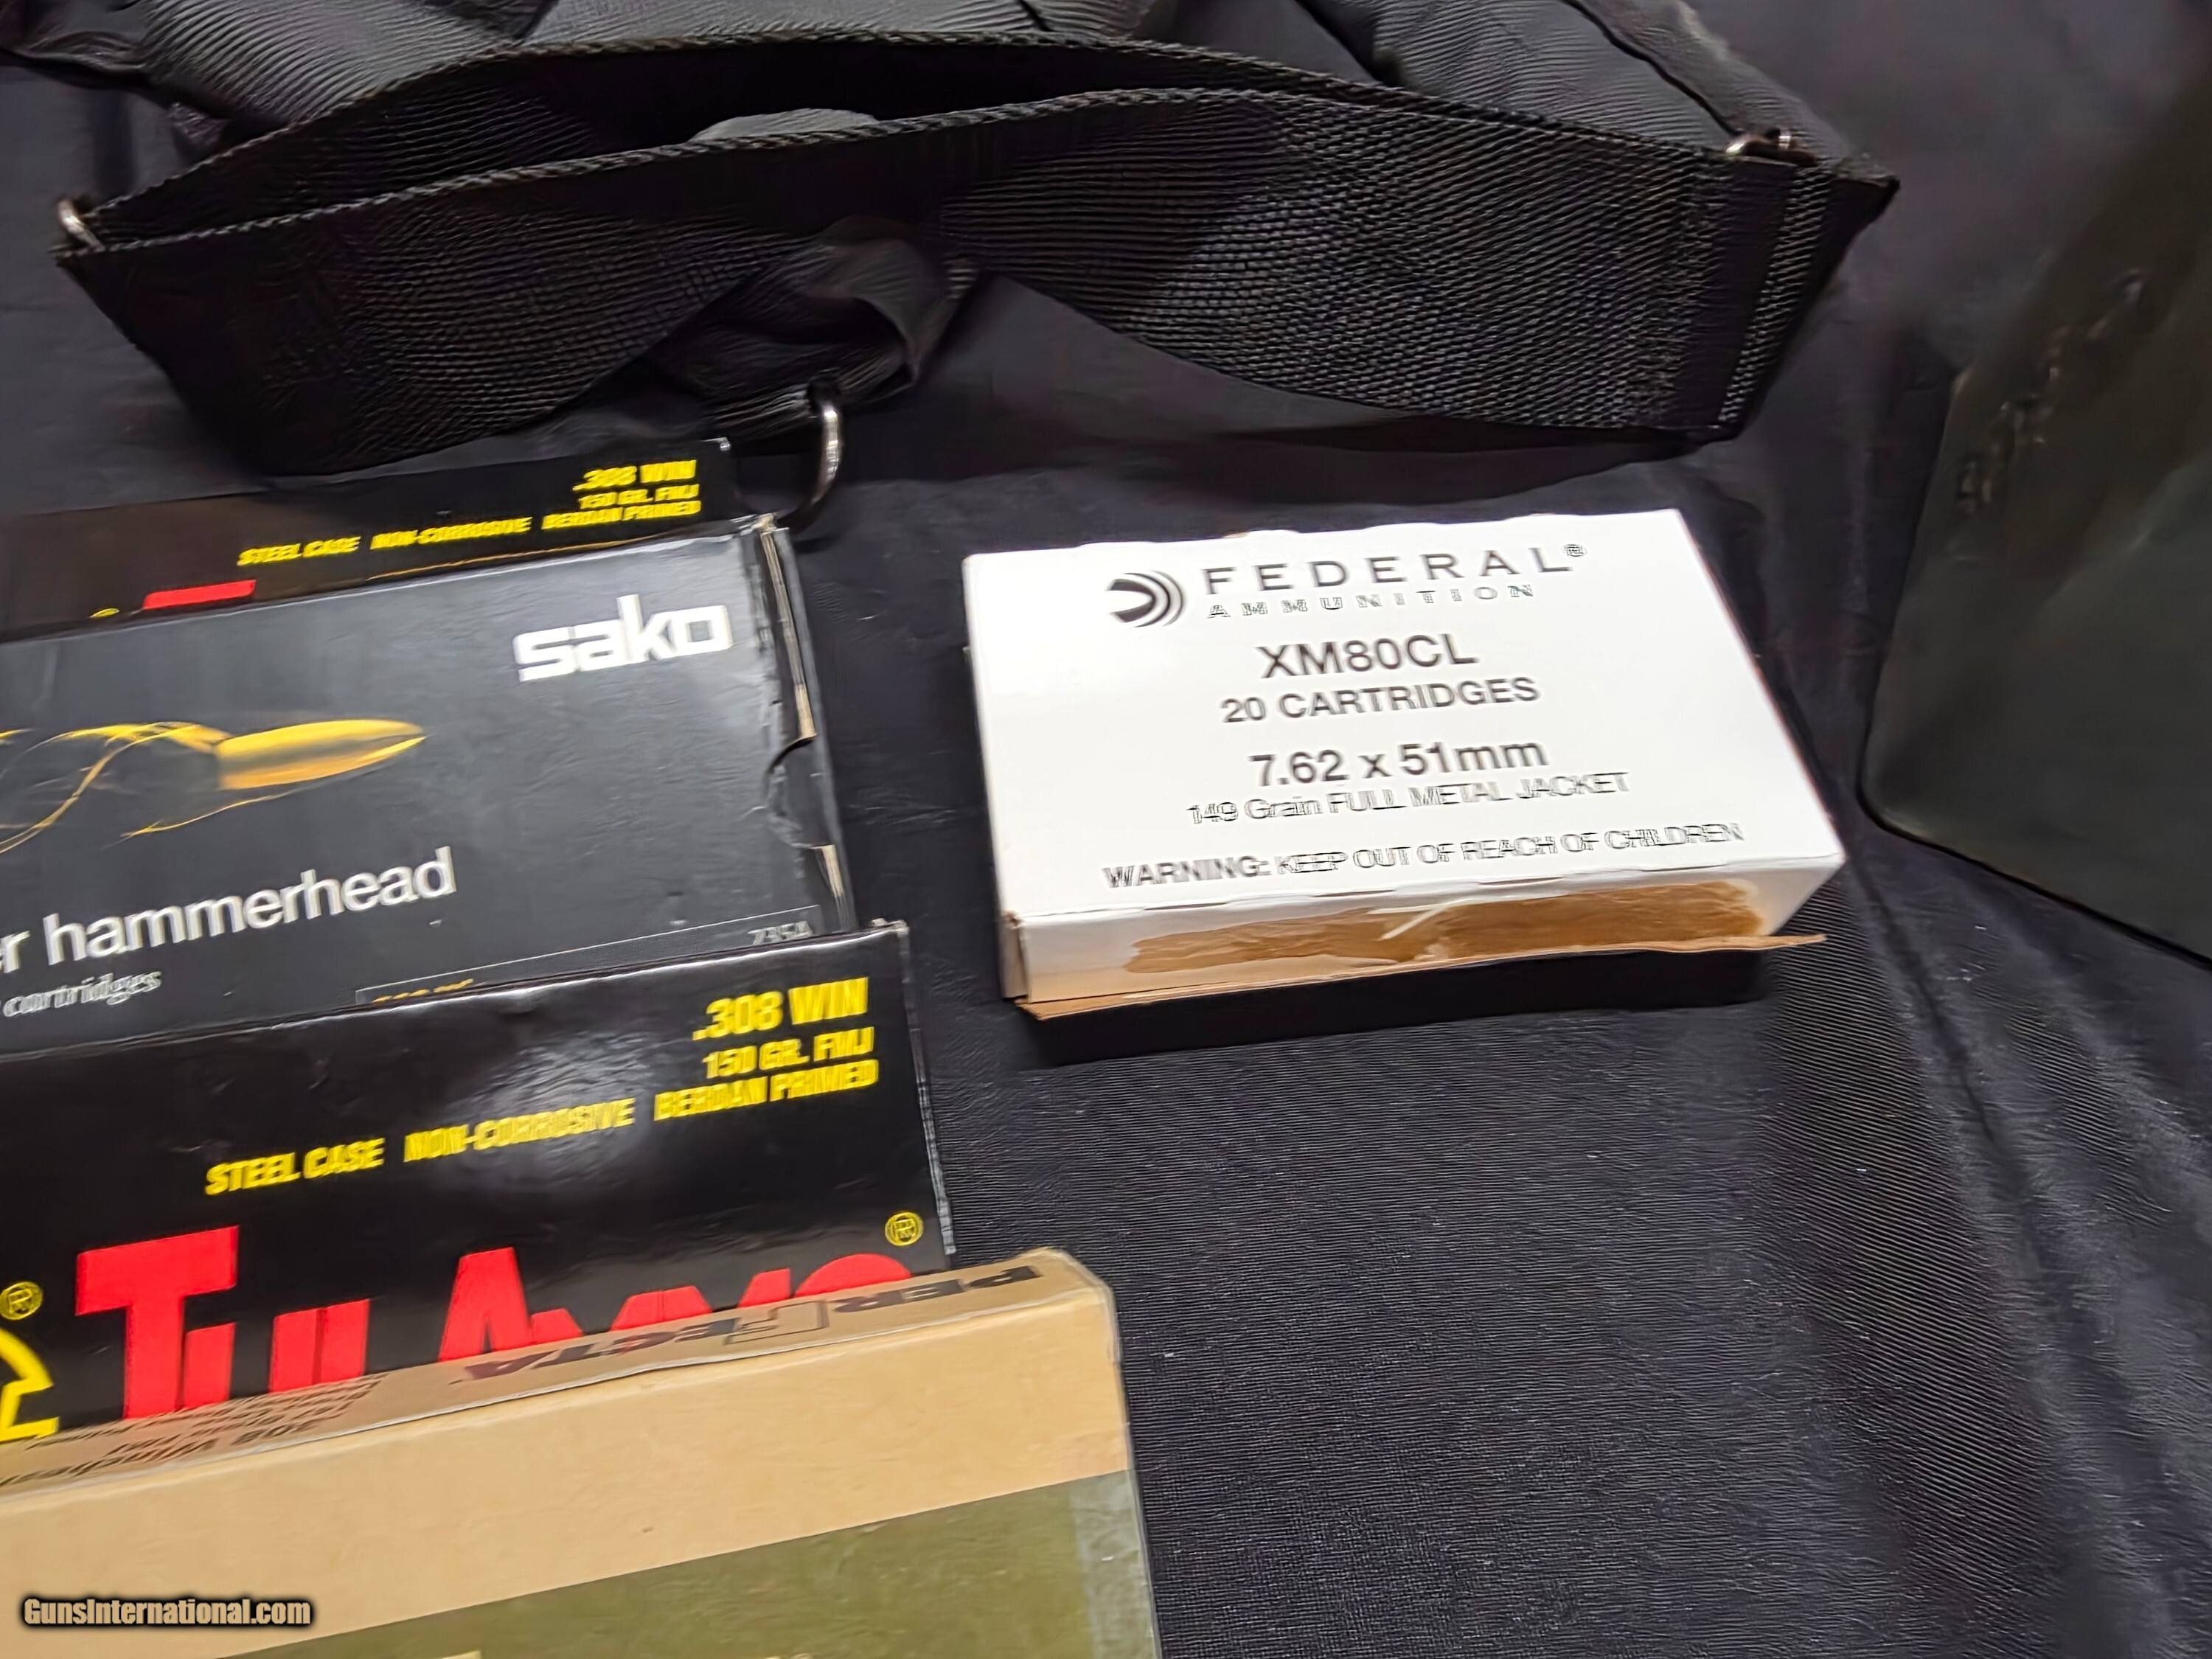 .308 WIN
150 GR. FMJ
STEEL CASE NON-CORROSIVE BERDAN PRIMED
sako
r hammerhead
cartridges
735A
FEDERAL®
AMMUNITION
XM80CL
20 CARTRIDGES
7.62 x 51mm
149 Grain FULL METAL JACKET
WARNING: KEEP OUT OF REACH OF CHILDREN
.308 WIN
150 GR. FMJ
STEEL CASE NON-CORROSIVE BERDAN PRIMED
® TULAMMO ®
PERFECTA
GunsInternational.com